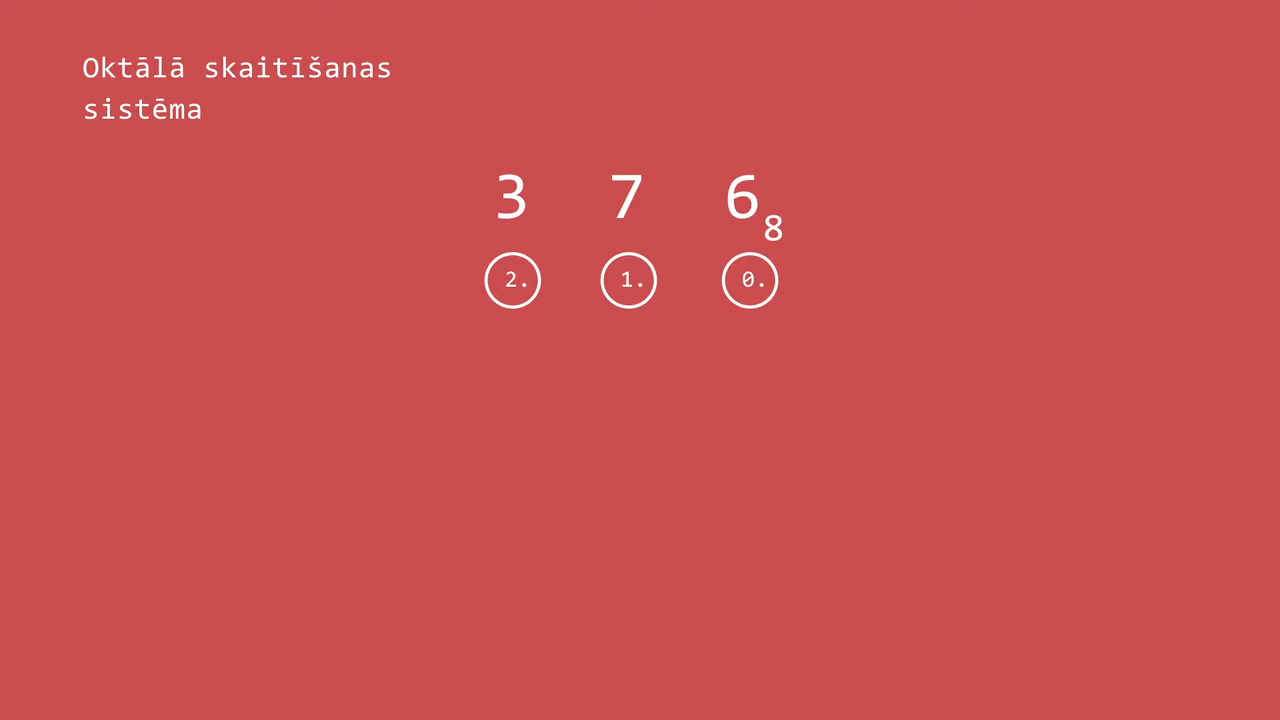 Oktālā skaitīšanas
sistēma
3 7 6₈
2. 1. 0.